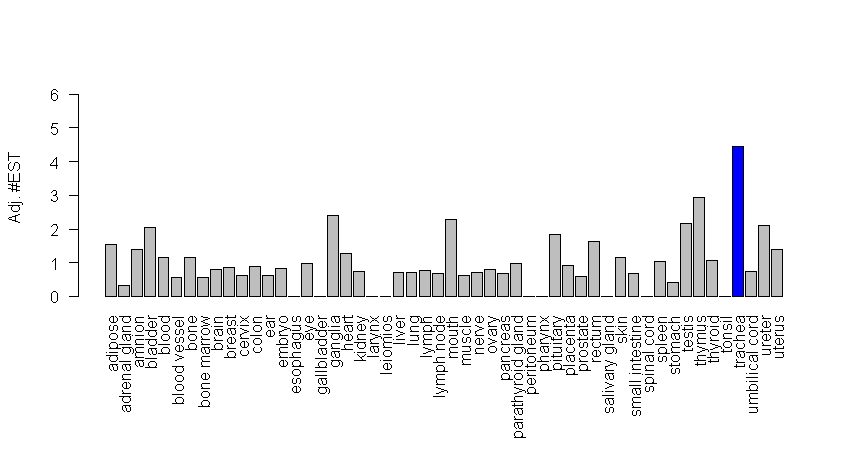 Adj. #EST
6
5
4
3
2
1
0
adipose
adrenal gland
amnion
bladder
blood
blood vessel
bone
bone marrow
brain
breast
cervix
colon
ear
embryo
esophagus
eye
gallbladder
ganglia
heart
kidney
larynx
leiomios
liver
lung
lymph
lymph node
mouth
muscle
nerve
ovary
pancreas
parathyroid gland
peritoneum
pharynx
pituitary
placenta
prostate
rectum
salivary gland
skin
small intestine
spinal cord
spleen
stomach
testis
thymus
thyroid
tonsil
trachea
umbilical cord
ureter
uterus